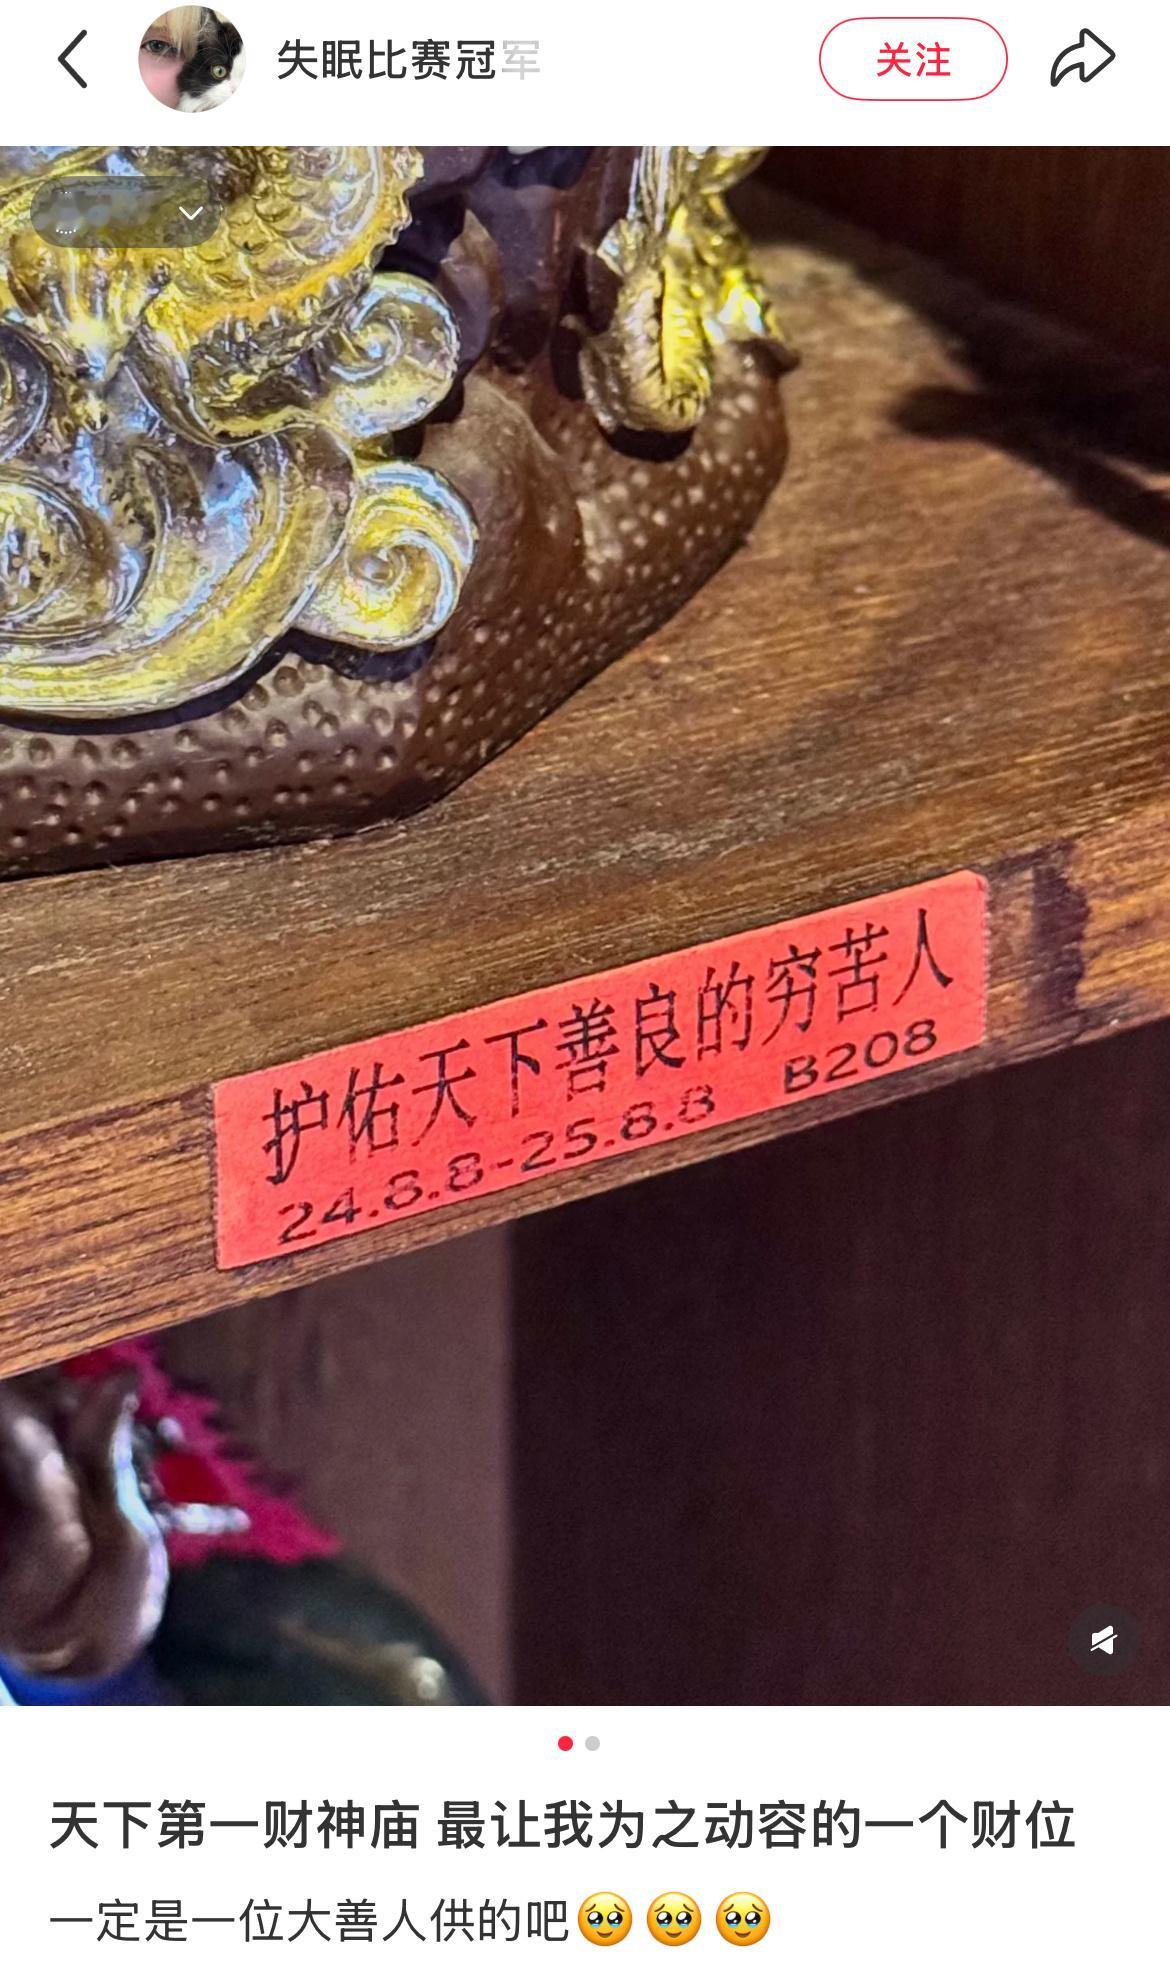 失眠比赛冠军
关注
护佑天下善良的穷苦人
24.8.8-25.8.8 B208
天下第一财神庙 最让我为之动容的一个财位
一定是一位大善人供的吧🥹🥹🥹